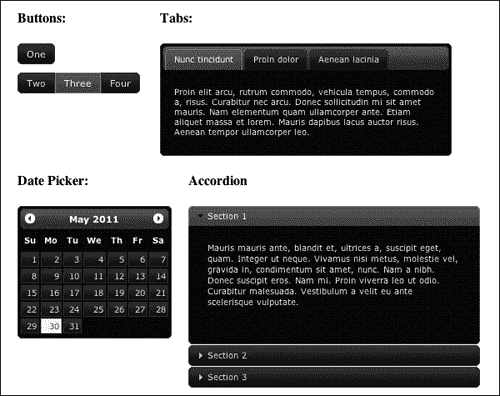 Buttons:
One
Two Three Four
Tabs:
Nunc tincidunt Proin dolor Aenean lacinia
Proin elit arcu, rutrum commodo, vehicula tempus, commodo
a, risus. Curabitur nec arcu. Donec sollicitudin mi sit amet
mauris. Nam elementum quam ullamcorper ante. Etiam
aliquet massa et lorem. Mauris dapibus lacus auctor risus.
Aenean tempor ullamcorper leo.
Date Picker:
May 2011
Su Mo Tu We Th Fr Sa
1 2 3 4 5 6 7
8 9 10 11 12 13 14
15 16 17 18 19 20 21
22 23 24 25 26 27 28
29 30 31
Accordion
Section 1
Mauris mauris ante, blandit et, ultrices a, suscipit eget,
quam. Integer ut neque. Vivamus nisi metus, molestie vel,
gravida in, condimentum sit amet, nunc. Nam a nibh.
Donec suscipit eros. Nam mi. Proin viverra leo ut odio.
Curabitur malesuada. Vestibulum a velit eu ante
scelerisque vulputate.
Section 2
Section 3